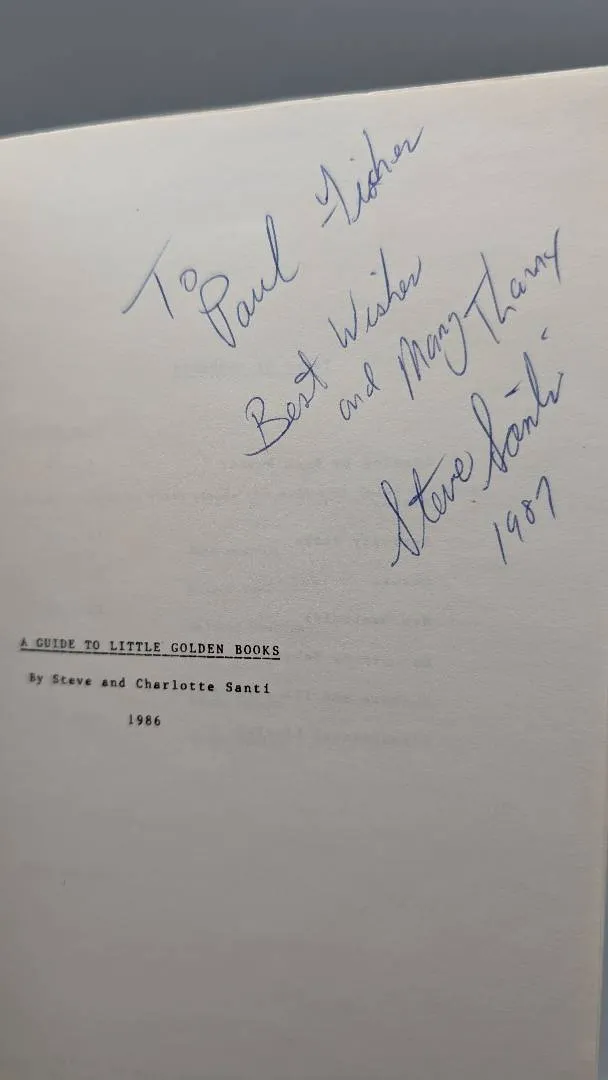 To
Paul Fisher
Best Wishes
and Many Thanx
Steve Santi
1987
A GUIDE TO LITTLE GOLDEN BOOKS
By Steve and Charlotte Santi
1986